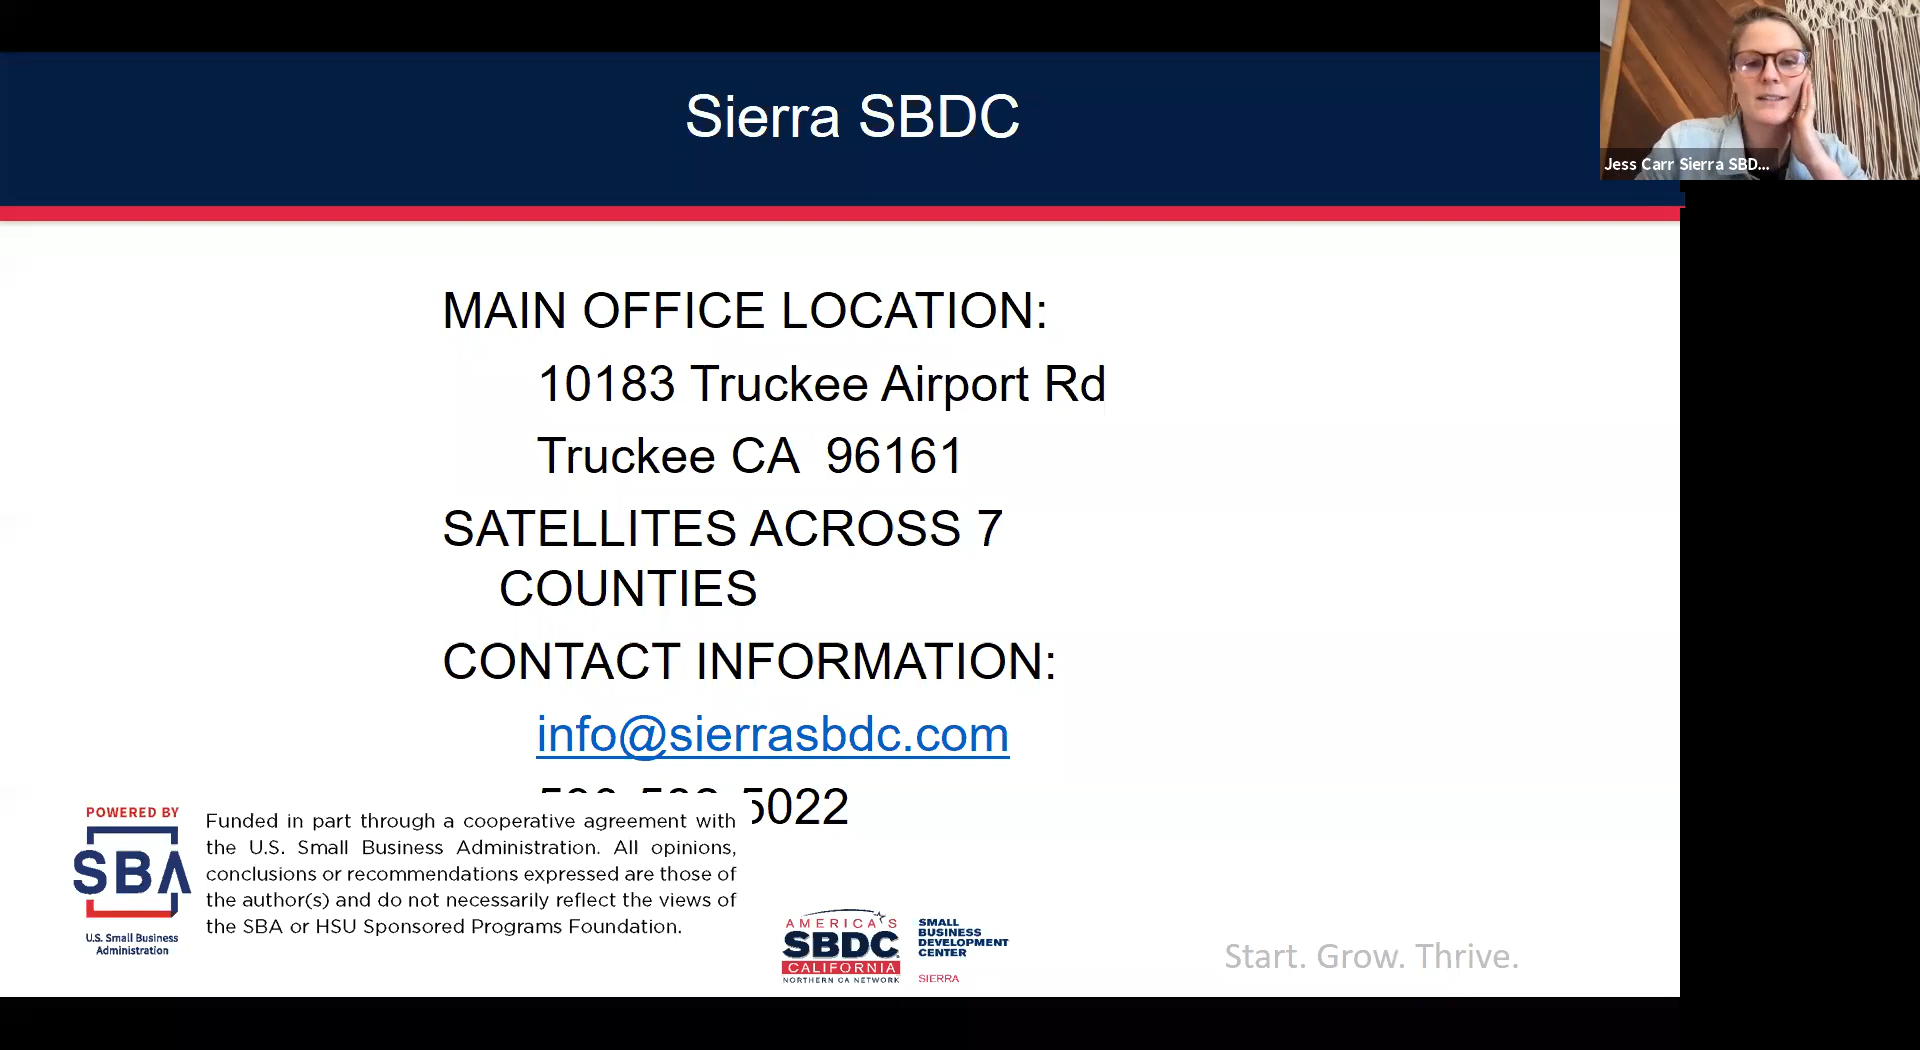 Sierra SBDC
Jess Carr Sierra SBD...
MAIN OFFICE LOCATION:
10183 Truckee Airport Rd
Truckee CA  96161
SATELLITES ACROSS 7
COUNTIES
CONTACT INFORMATION:
info@sierrasbdc.com
5022
POWERED BY
SBA
U.S. Small Business
Administration
Funded in part through a cooperative agreement with
the U.S. Small Business Administration. All opinions,
conclusions or recommendations expressed are those of
the author(s) and do not necessarily reflect the views of
the SBA or HSU Sponsored Programs Foundation.
AMERICA'S
SBDC
CALIFORNIA
NORTHERN CA NETWORK
SMALL
BUSINESS
DEVELOPMENT
CENTER
SIERRA
Start. Grow. Thrive.